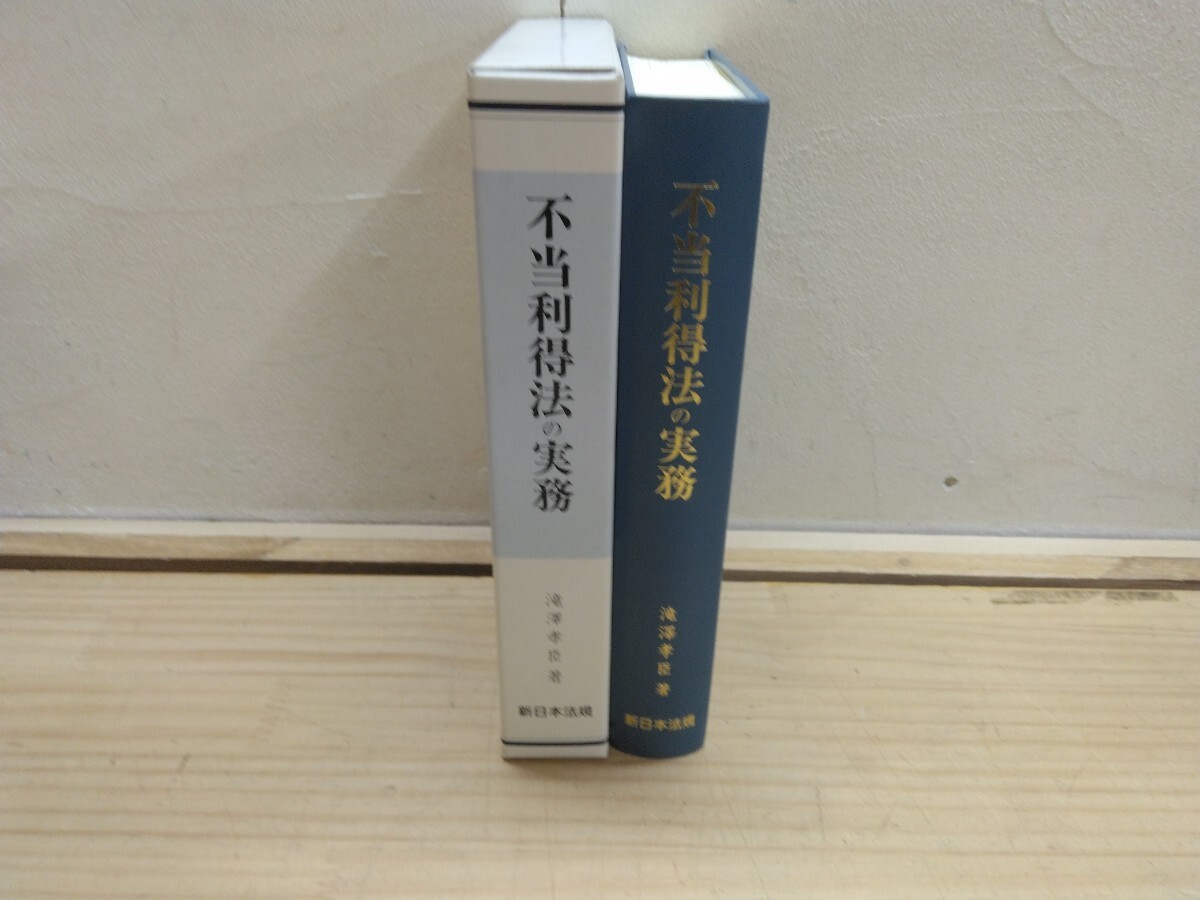 不当利得法の実務
滝澤孝臣 著
新日本法規
不当利得法の実務
滝澤孝臣 著
新日本法規